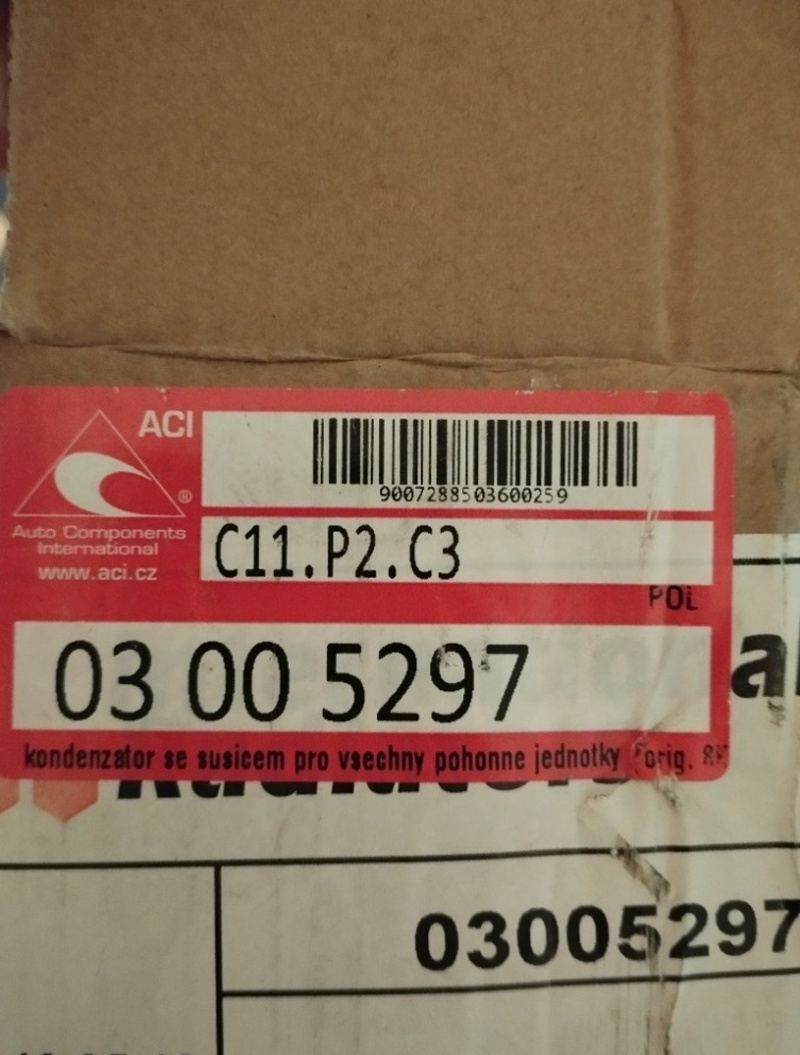 ACI
®
Auto Components
International
www.aci.cz
9007288503600259
C11.P2.C3
POL
03 00 5297
kondenzator se susicem pro vsechny pohonne jednotky
03005297